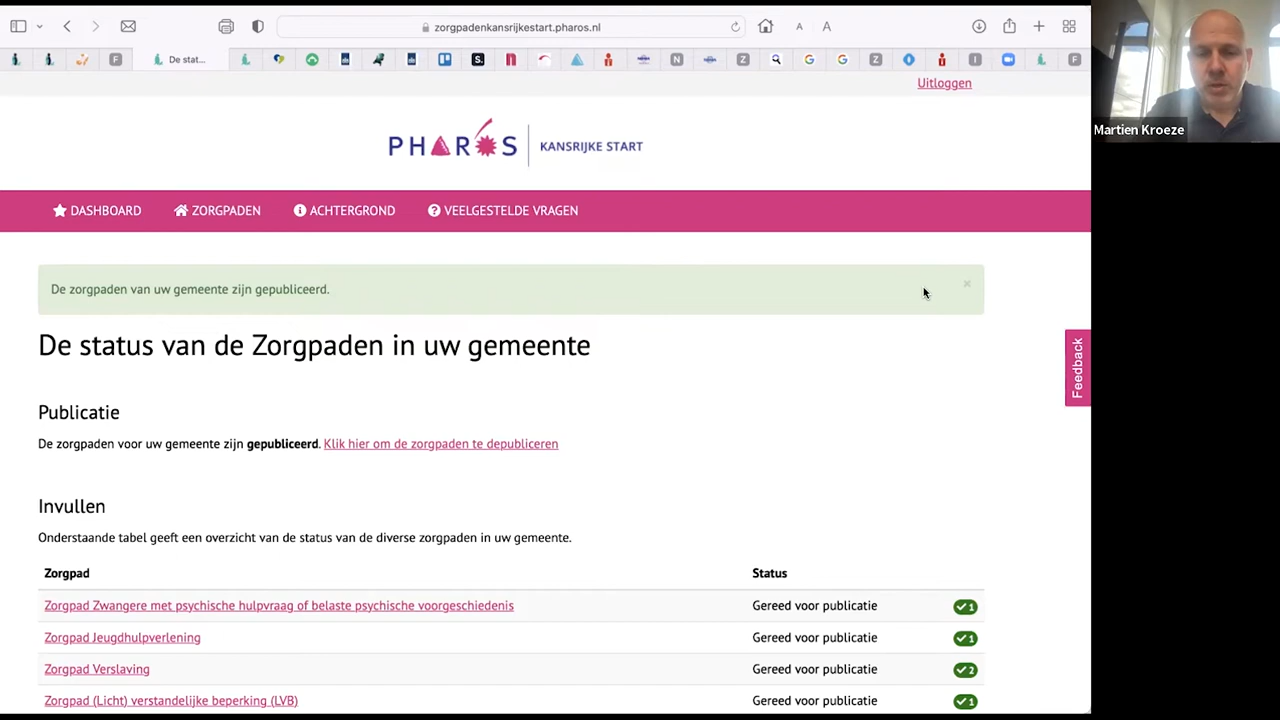 zorgpadenkansrijkestart.pharos.nl
A A
De stat...
Uitloggen
PHAROS KANSRIJKE START
DASHBOARD ZORGPADEN ACHTERGROND VEELGESTELDE VRAGEN
De zorgpaden van uw gemeente zijn gepubliceerd.
×
De status van de Zorgpaden in uw gemeente
Feedback
Publicatie
De zorgpaden voor uw gemeente zijn gepubliceerd. Klik hier om de zorgpaden te depubliceren
Invullen
Onderstaande tabel geeft een overzicht van de status van de diverse zorgpaden in uw gemeente.
Zorgpad Status
Zorgpad Zwangere met psychische hulpvraag of belaste psychische voorgeschiedenis Gereed voor publicatie 1
Zorgpad Jeugdhulpverlening Gereed voor publicatie 1
Zorgpad Verslaving Gereed voor publicatie 2
Zorgpad (Licht) verstandelijke beperking (LVB) Gereed voor publicatie 1
Martien Kroeze